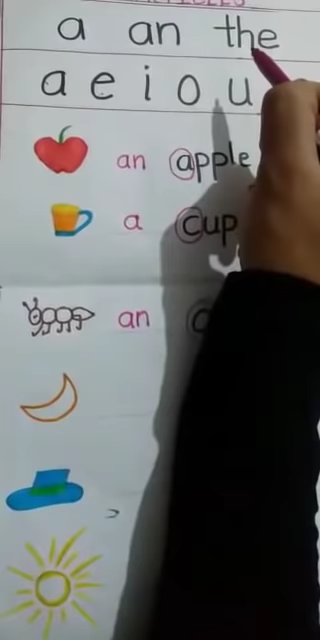 a an the
a e i o u
an apple
a cup
an